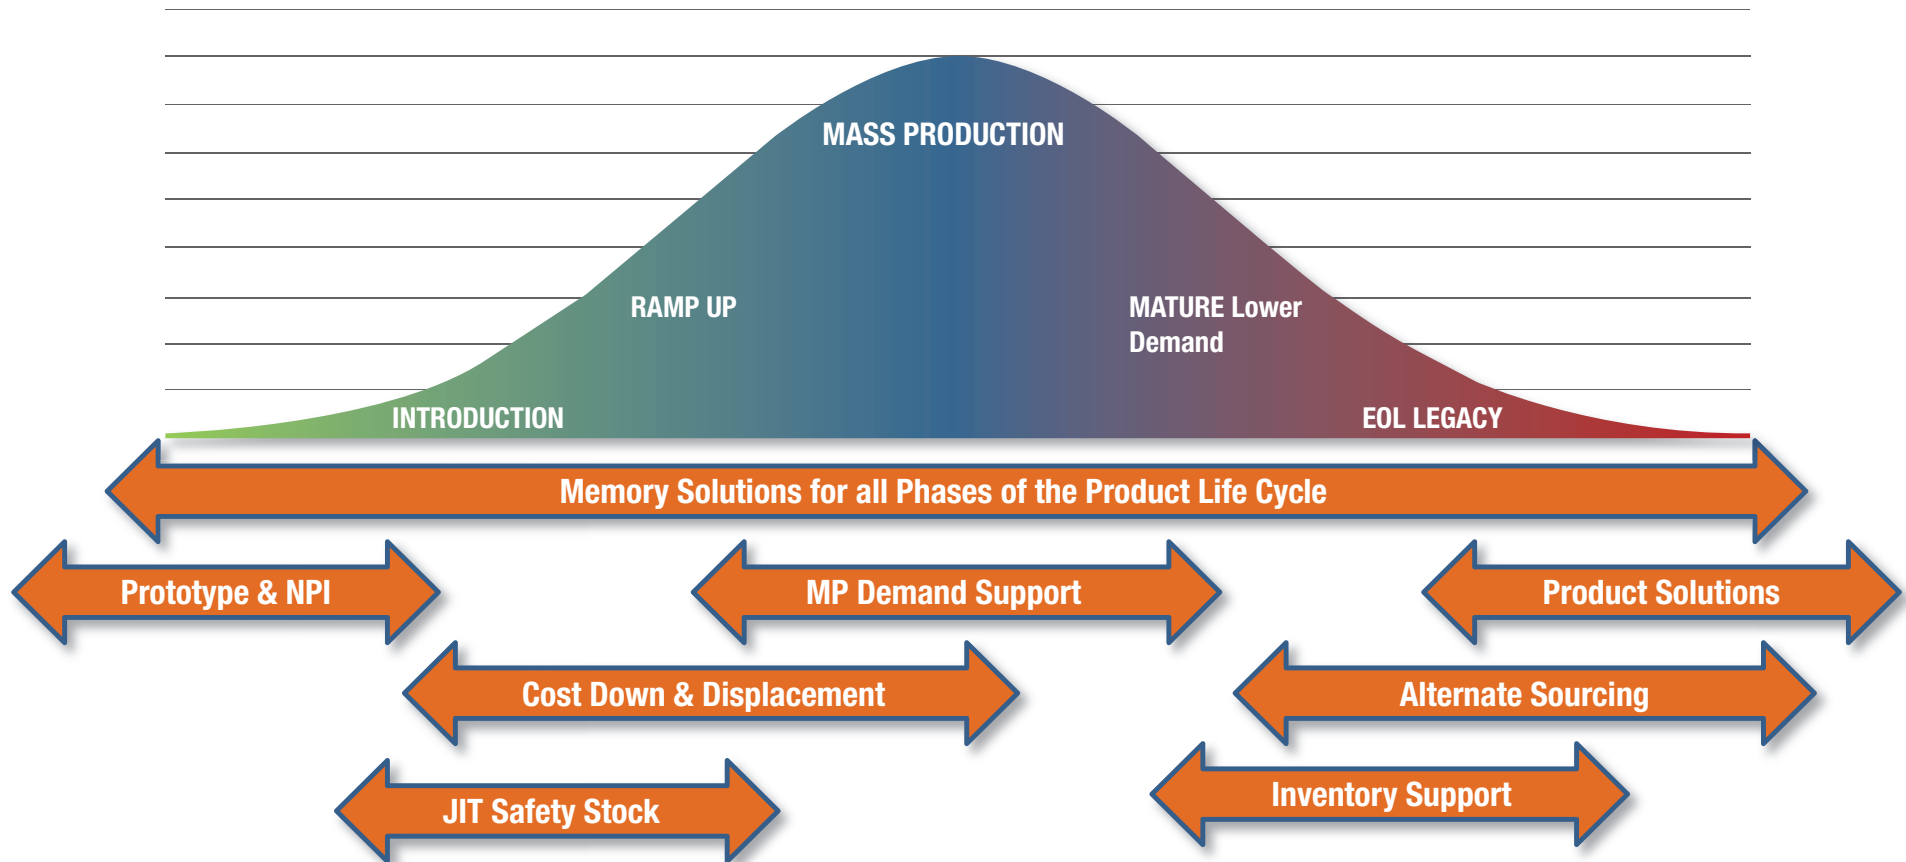 MASS PRODUCTION
RAMP UP
MATURE Lower
Demand
INTRODUCTION
EOL LEGACY
Memory Solutions for all Phases of the Product Life Cycle
Prototype & NPI
MP Demand Support
Product Solutions
Cost Down & Displacement
Alternate Sourcing
JIT Safety Stock
Inventory Support